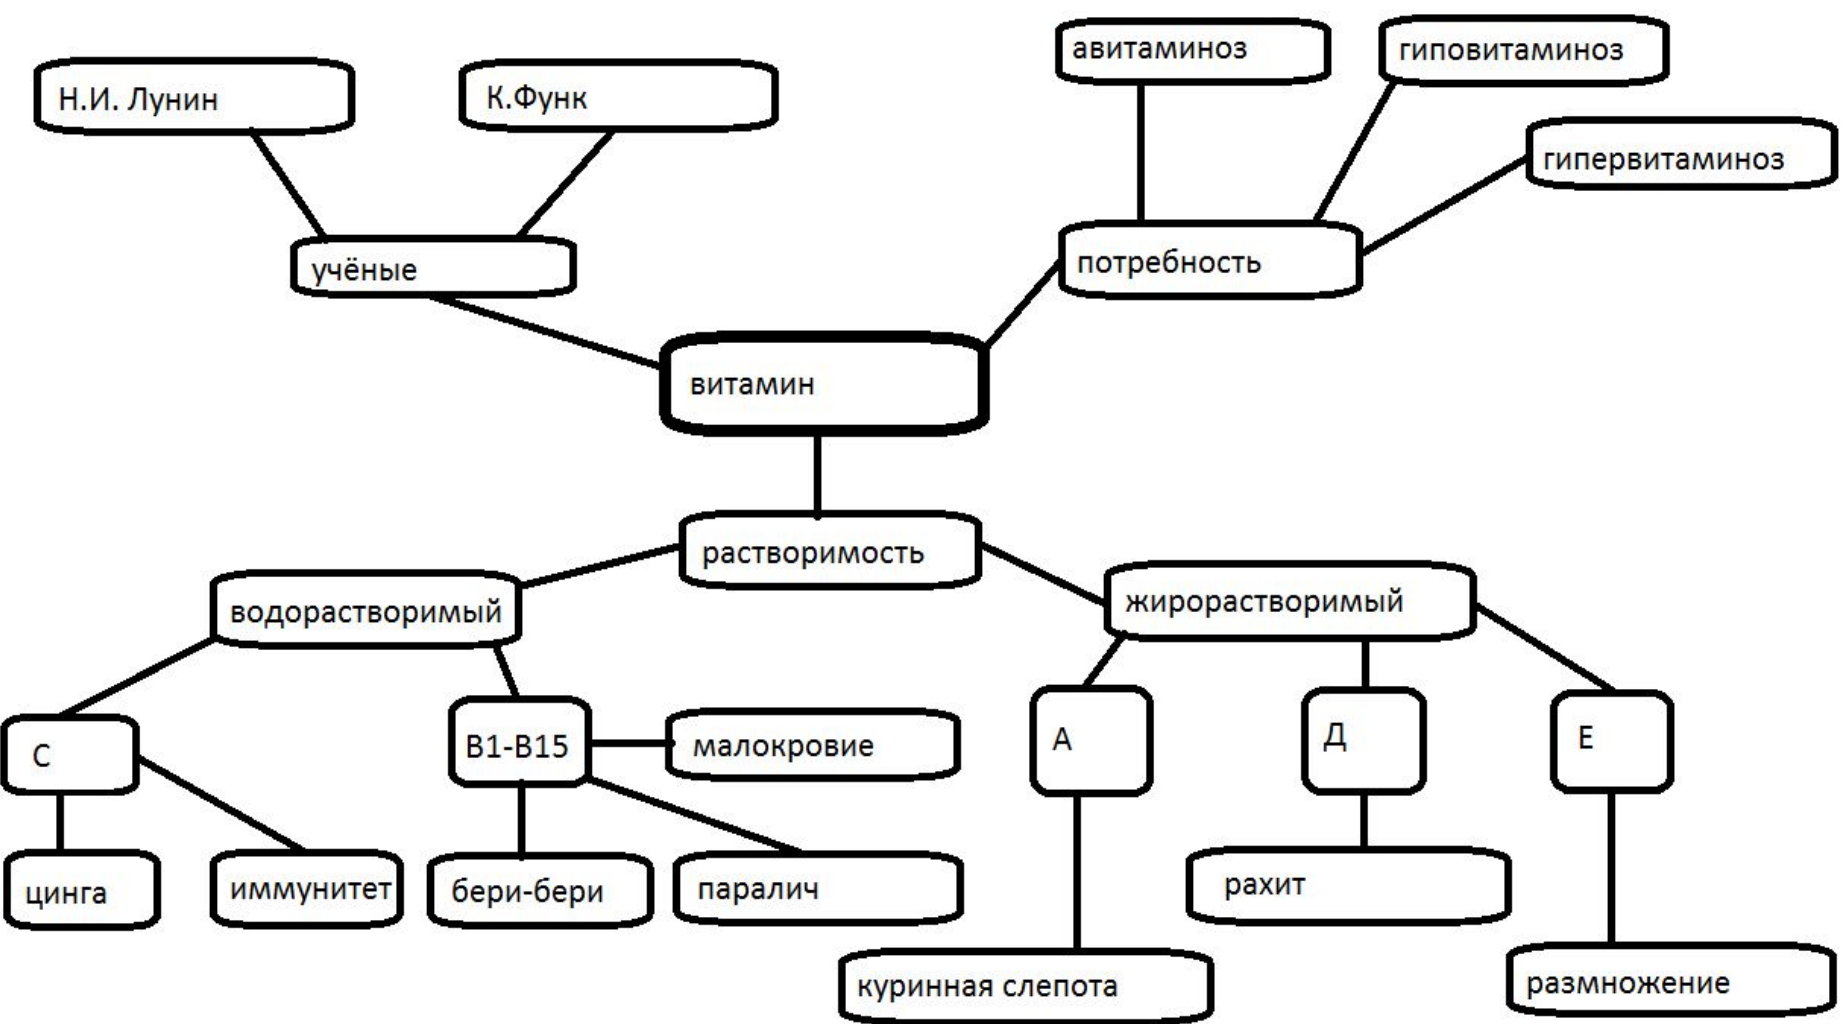 авитаминоз
гиповитаминоз
Н.И. Лунин
К.Функ
гипервитаминоз
учёные
потребность
витамин
растворимость
водорастворимый
жирорастворимый
С
В1-В15
малокровие
А
Д
Е
цинга
иммунитет
бери-бери
паралич
рахит
куринная слепота
размножение